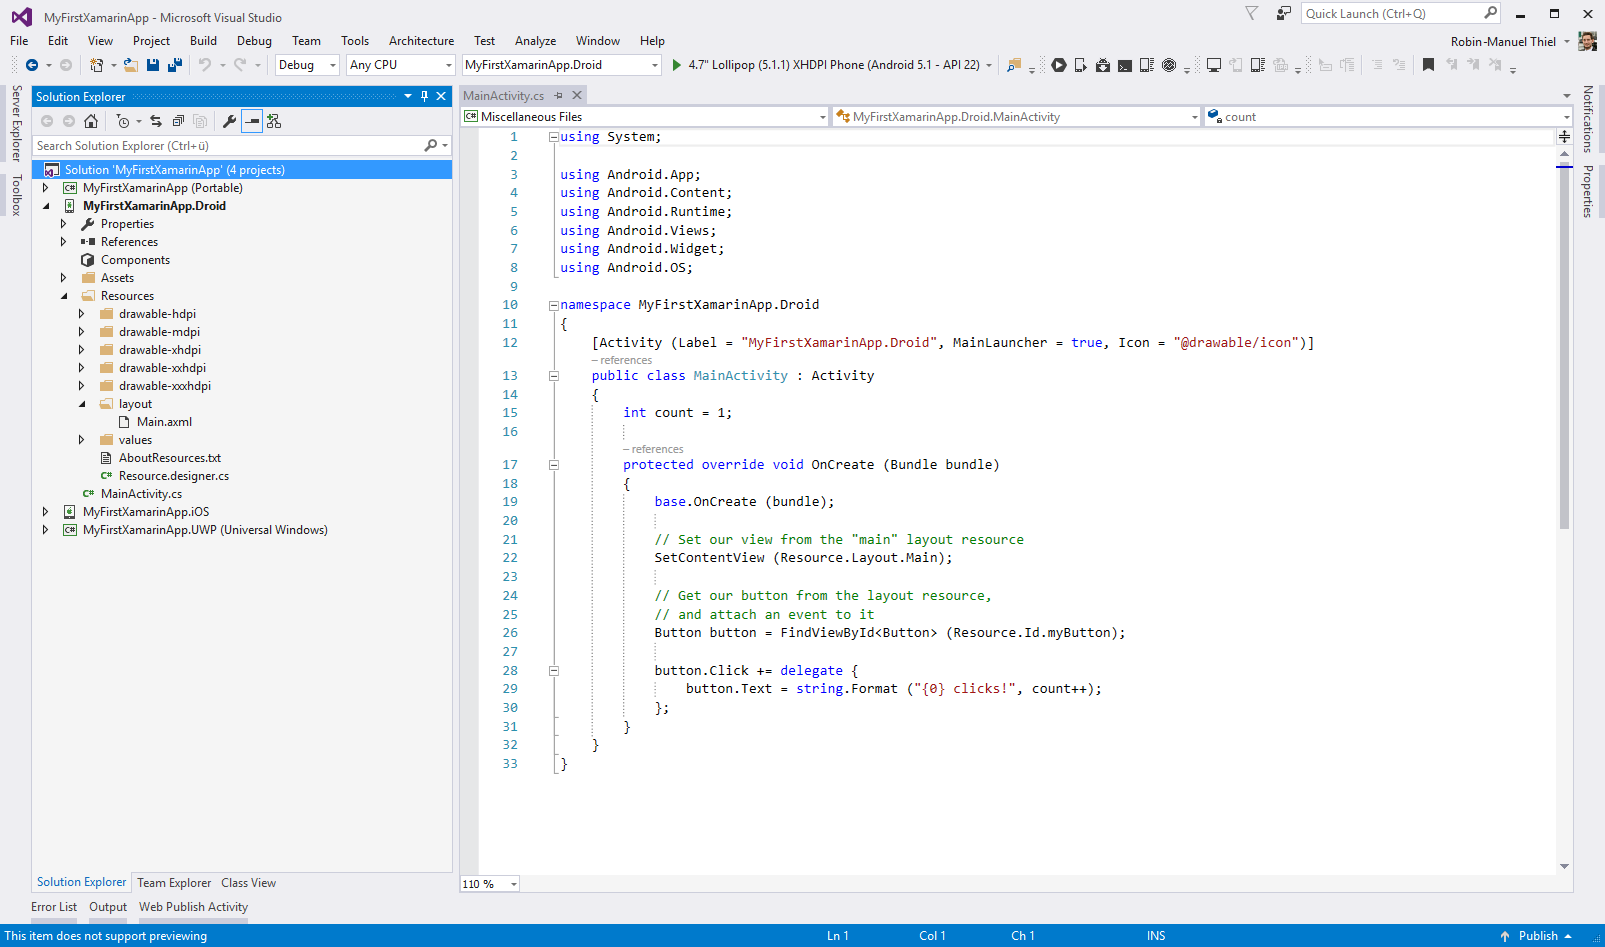 MyFirstXamarinApp - Microsoft Visual Studio
Quick Launch (Ctrl+Q)
File Edit View Project Build Debug Team Tools Architecture Test Analyze Window Help
Robin-Manuel Thiel
Debug Any CPU MyFirstXamarinApp.Droid 4.7" Lollipop (5.1.1) XHDPI Phone (Android 5.1 - API 22)
Server Explorer
Toolbox
Solution Explorer
Search Solution Explorer (Ctrl+ü)
Solution 'MyFirstXamarinApp' (4 projects)
C# MyFirstXamarinApp (Portable)
MyFirstXamarinApp.Droid
Properties
References
Components
Assets
Resources
drawable-hdpi
drawable-mdpi
drawable-xhdpi
drawable-xxhdpi
drawable-xxxhdpi
layout
Main.axml
values
AboutResources.txt
C# Resource.designer.cs
C# MainActivity.cs
MyFirstXamarinApp.iOS
C# MyFirstXamarinApp.UWP (Universal Windows)
Solution Explorer Team Explorer Class View
MainActivity.cs
C# Miscellaneous Files MyFirstXamarinApp.Droid.MainActivity count
1 using System;
2
3 using Android.App;
4 using Android.Content;
5 using Android.Runtime;
6 using Android.Views;
7 using Android.Widget;
8 using Android.OS;
9
10 namespace MyFirstXamarinApp.Droid
11 {
12 [Activity (Label = "MyFirstXamarinApp.Droid", MainLauncher = true, Icon = "@drawable/icon")]
– references
13 public class MainActivity : Activity
14 {
15 int count = 1;
16
– references
17 protected override void OnCreate (Bundle bundle)
18 {
19 base.OnCreate (bundle);
20
21 // Set our view from the "main" layout resource
22 SetContentView (Resource.Layout.Main);
23
24 // Get our button from the layout resource,
25 // and attach an event to it
26 Button button = FindViewById<Button> (Resource.Id.myButton);
27
28 button.Click += delegate {
29 button.Text = string.Format ("{0} clicks!", count++);
30 };
31 }
32 }
33 }
110 %
Notifications
Properties
Error List Output Web Publish Activity
This item does not support previewing Ln 1 Col 1 Ch 1 INS Publish